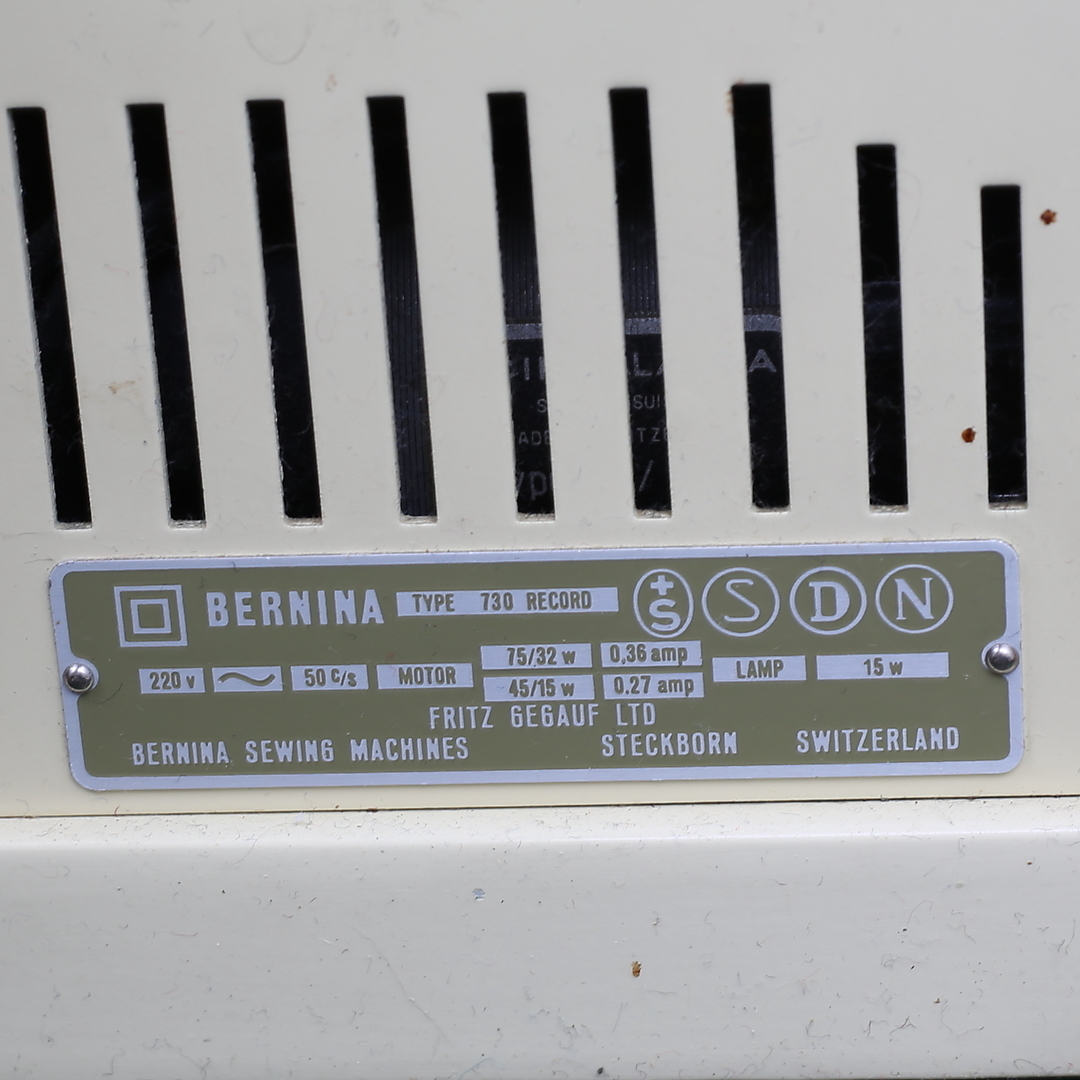 BERNINA TYPE 730 RECORD +S S D N
220 v 50 c/s MOTOR 75/32 w 0,36 amp LAMP 15 w
45/15 w 0.27 amp
FRITZ GEGAUF LTD
BERNINA SEWING MACHINES STECKBORN SWITZERLAND